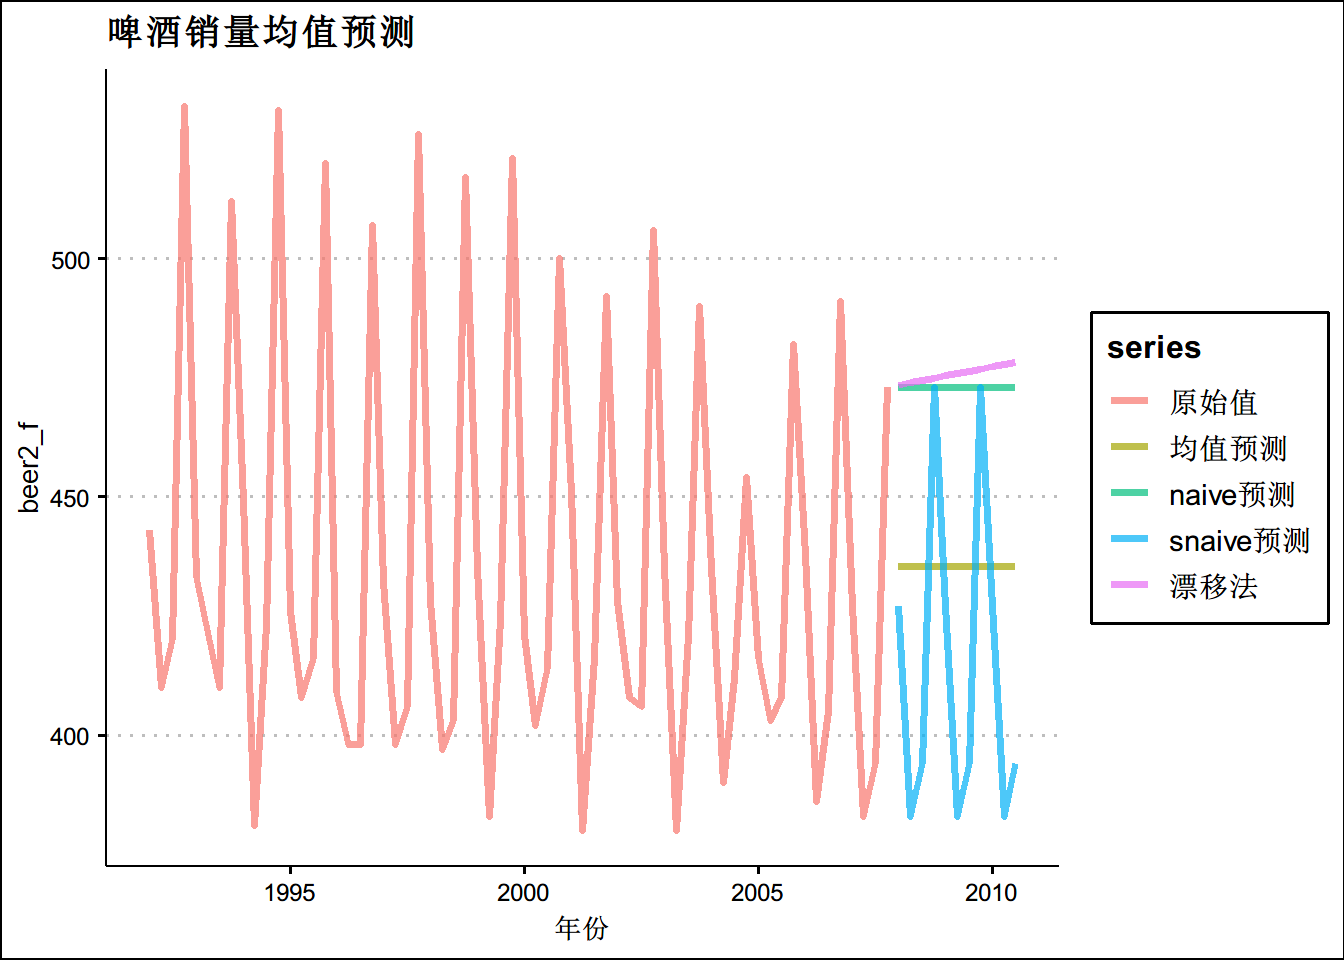 啤酒销量均值预测
beer2_f
500
450
400
1995
2000
2005
2010
年份
series
原始值
均值预测
naive预测
snaive预测
漂移法